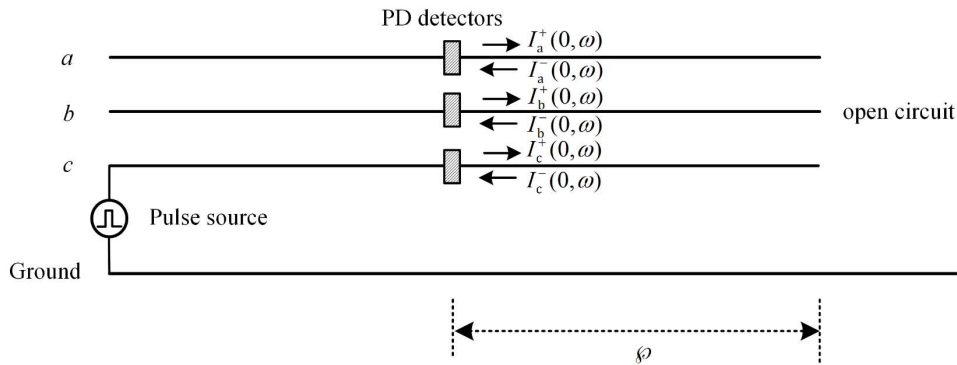 PD detectors
a
I_a^+(0,ω)
I_a^-(0,ω)
b
I_b^+(0,ω)
I_b^-(0,ω)
open circuit
c
I_c^+(0,ω)
I_c^-(0,ω)
Pulse source
Ground
℘